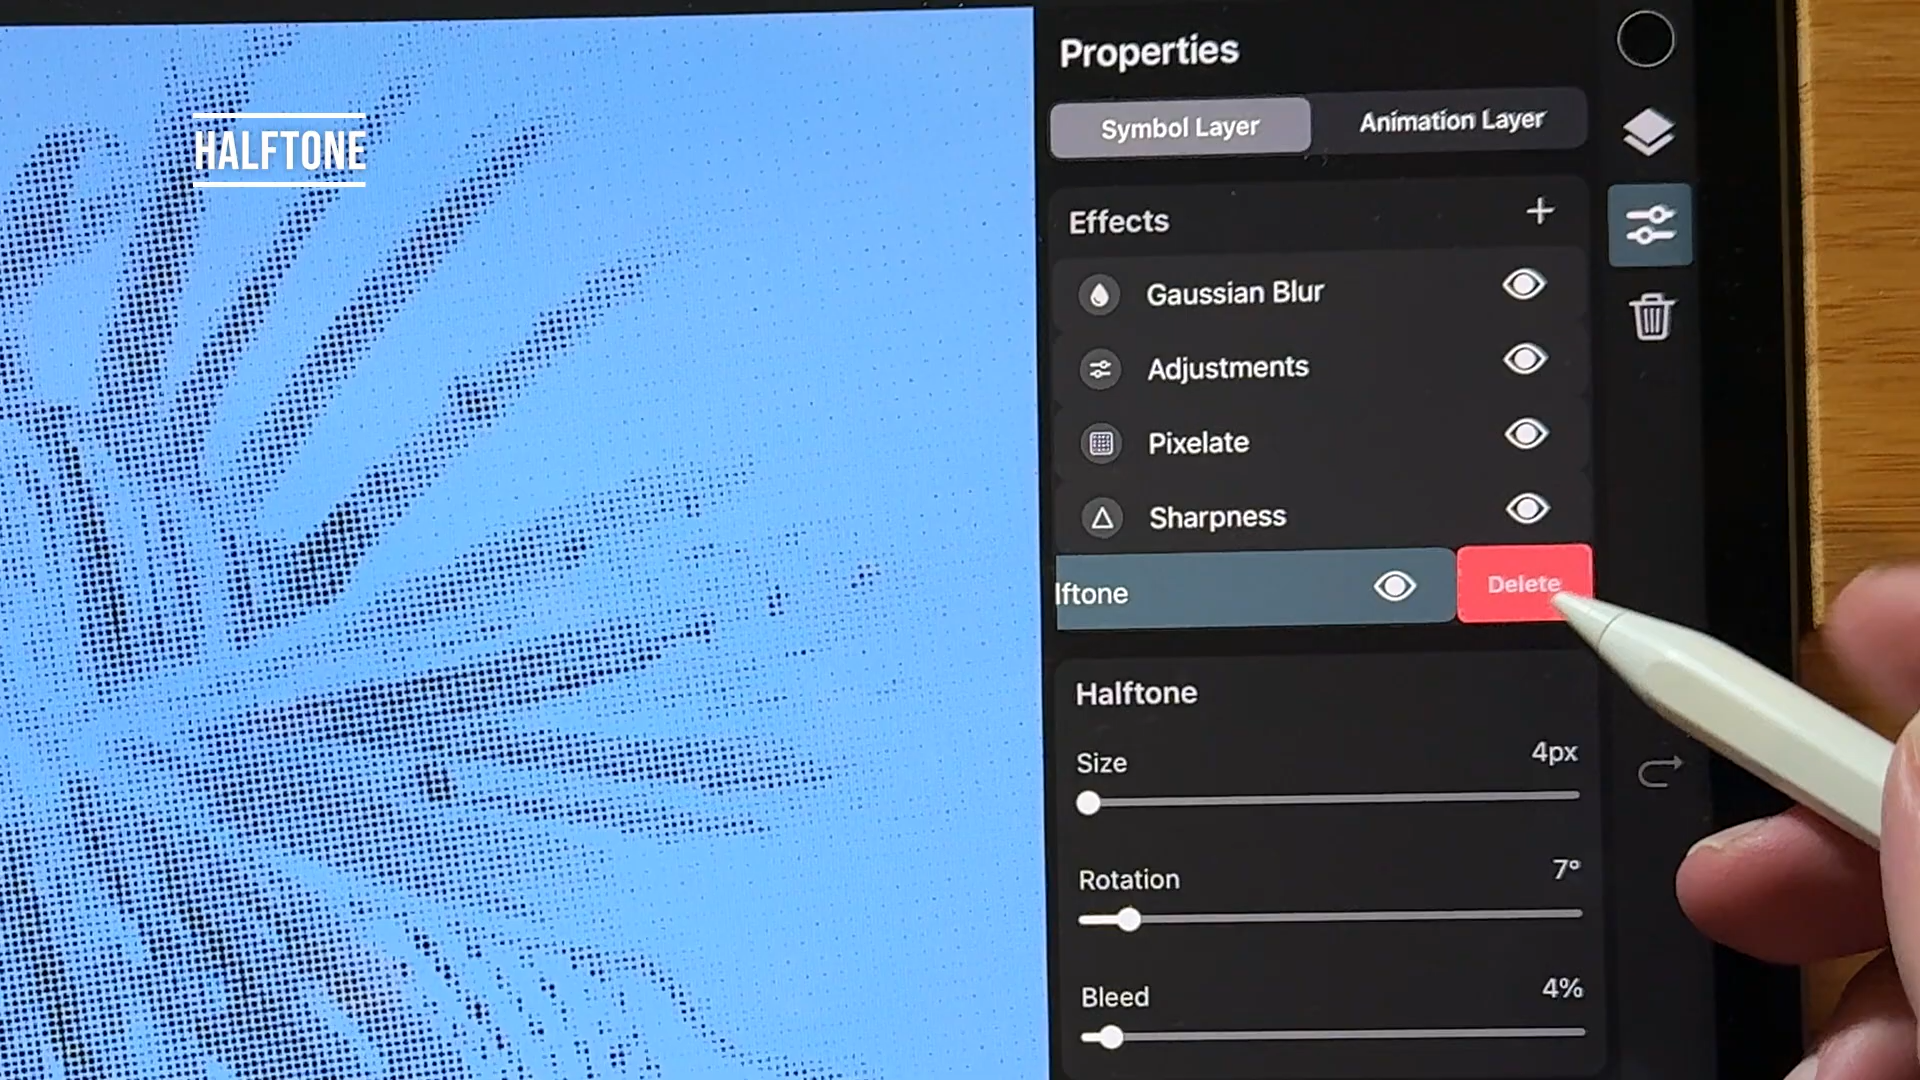 HALFTONE
Properties
Symbol Layer
Animation Layer
Effects
Gaussian Blur
Adjustments
Pixelate
Sharpness
lftone
Delete
Halftone
Size
4px
Rotation
7°
Bleed
4%